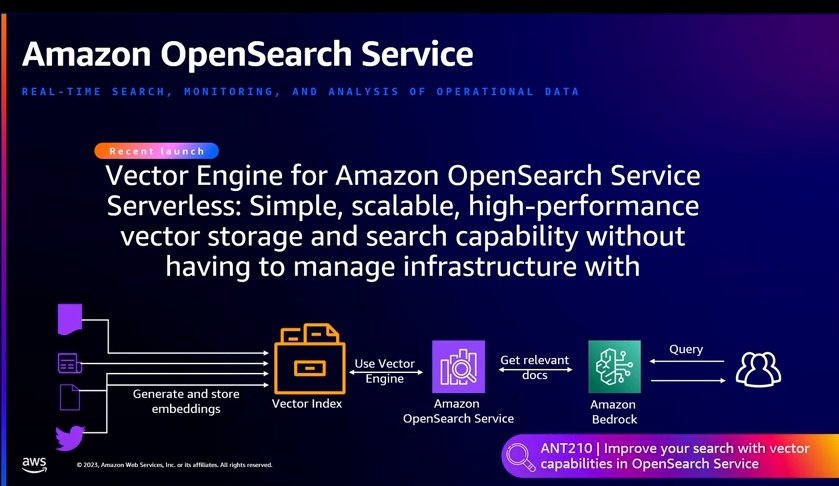 Amazon OpenSearch Service
REAL-TIME SEARCH, MONITORING, AND ANALYSIS OF OPERATIONAL DATA
Recent launch
Vector Engine for Amazon OpenSearch Service
Serverless: Simple, scalable, high-performance
vector storage and search capability without
having to manage infrastructure with
Generate and store
embeddings
Vector Index
Use Vector
Engine
Amazon
OpenSearch Service
Get relevant
docs
Amazon
Bedrock
Query
ANT210 | Improve your search with vector
capabilities in OpenSearch Service
aws
© 2023, Amazon Web Services, Inc. or its affiliates. All rights reserved.